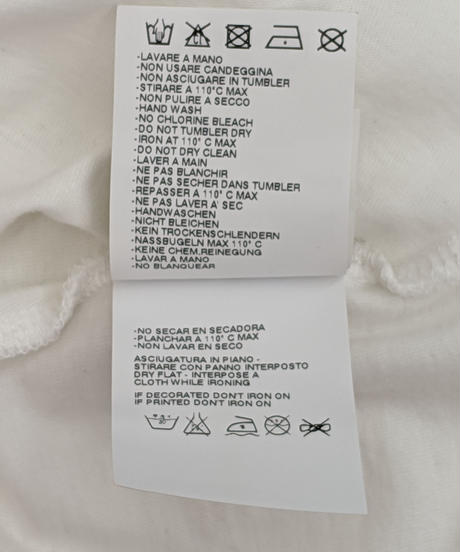 -LAVARE A MANO
-NON USARE CANDEGGINA
-NON ASCIUGARE IN TUMBLER
-STIRARE A 110°C MAX
-NON PULIRE A SECCO
-HAND WASH
-NO CHLORINE BLEACH
-DO NOT TUMBLER DRY
-IRON AT 110° C MAX
-DO NOT DRY CLEAN
-LAVER A MAIN
-NE PAS BLANCHIR
-NE PAS SECHER DANS TUMBLER
-REPASSER A 110°C MAX
-NE PAS LAVER A' SEC
-HANDWASCHEN
-NICHT BLEICHEN
-KEIN TROCKENSCHLENDERN
-NASSBUGELN MAX 110° C
-KEINE CHEM.REINEGUNG
-LAVAR A MANO
-NO BLANQUEAR
-NO SECAR EN SECADORA
-PLANCHAR A 110° C MAX
-NON LAVAR EN SECO
ASCIUGATURA IN PIANO -
STIRARE CON PANNO INTERPOSTO
DRY FLAT - INTERPOSE A
CLOTH WHILE IRONING
IF DECORATED DON'T IRON ON
IF PRINTED DON'T IRON ON
30